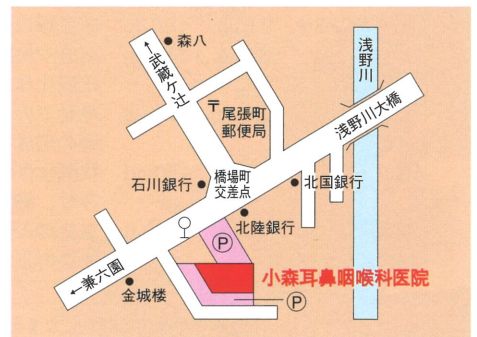 ←武蔵ケ辻
森八
浅野川
〒
尾張町
郵便局
浅野川大橋
石川銀行
橋場町
交差点
北国銀行
北陸銀行
P
小森耳鼻咽喉科医院
←兼六園
金城楼
P